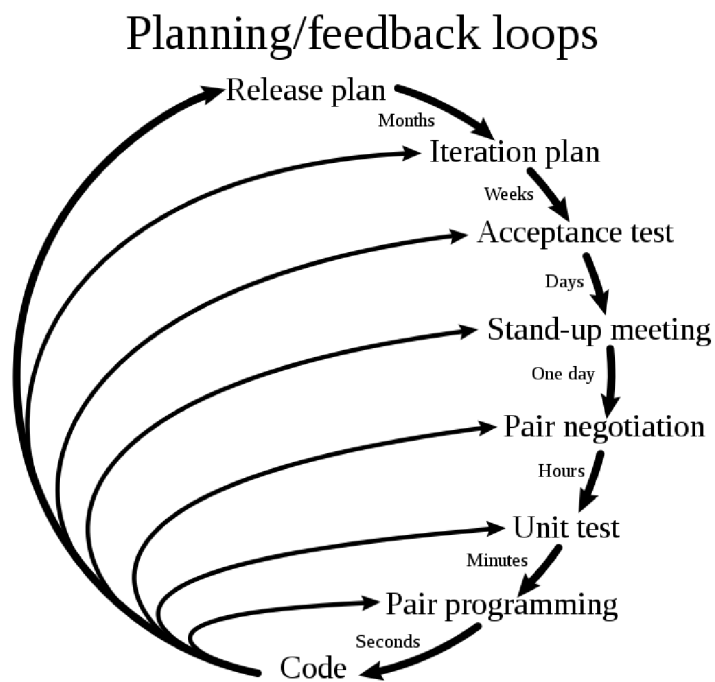 Planning/feedback loops
Release plan
Months
Iteration plan
Weeks
Acceptance test
Days
Stand-up meeting
One day
Pair negotiation
Hours
Unit test
Minutes
Pair programming
Seconds
Code